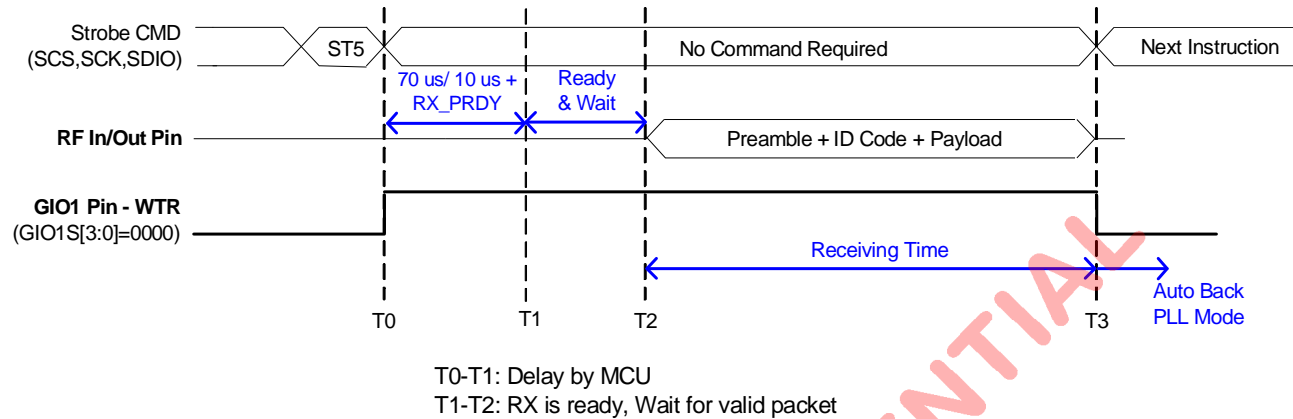 Strobe CMD
(SCS,SCK,SDIO)
ST5
No Command Required
Next Instruction
70 us/ 10 us +
RX_PRDY
Ready
& Wait
RF In/Out Pin
Preamble + ID Code + Payload
GIO1 Pin - WTR
(GIO1S[3:0]=0000)
Receiving Time
Auto Back
PLL Mode
T0
T1
T2
T3
T0-T1: Delay by MCU
T1-T2: RX is ready, Wait for valid packet
ENTIAL